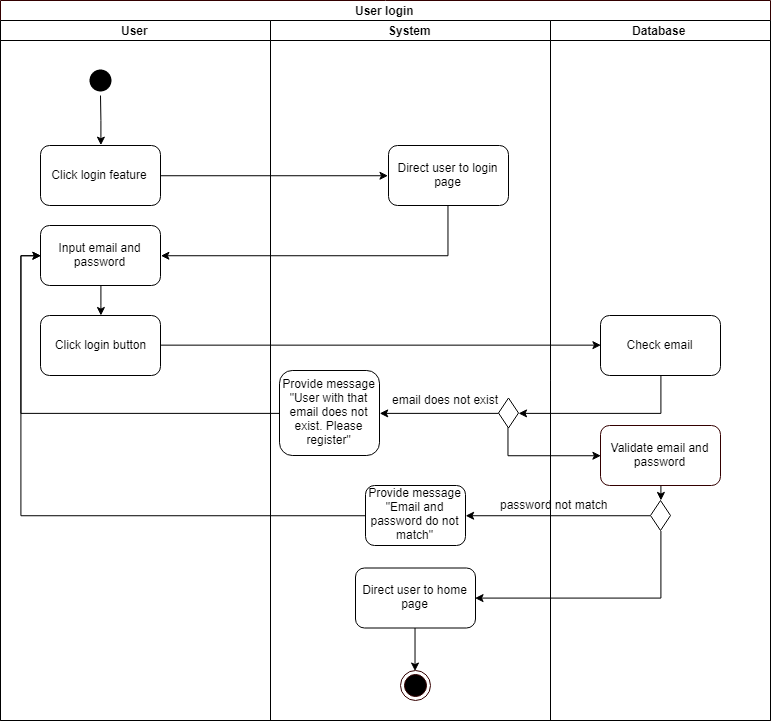 User login
User
System
Database
Click login feature
Direct user to login
page
Input email and
password
Click login button
Check email
Provide message
"User with that
email does not
exist. Please
register"
email does not exist
Validate email and
password
Provide message
"Email and
password do not
match"
password not match
Direct user to home
page